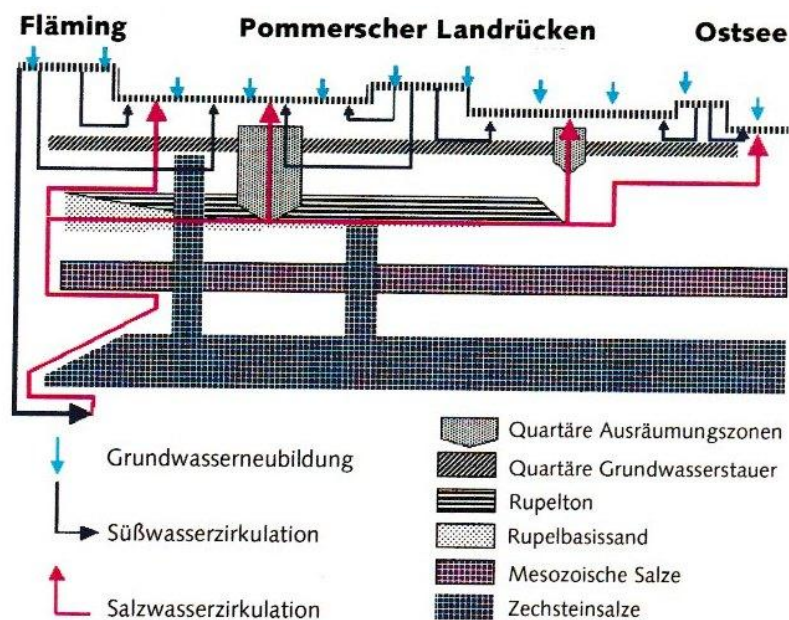 Fläming
Pommerscher Landrücken
Ostsee
Grundwasserneubildung
Süßwasserzirkulation
Salzwasserzirkulation
Quartäre Ausräumungszonen
Quartäre Grundwasserstauer
Rupelton
Rupelbasissand
Mesozoische Salze
Zechsteinsalze